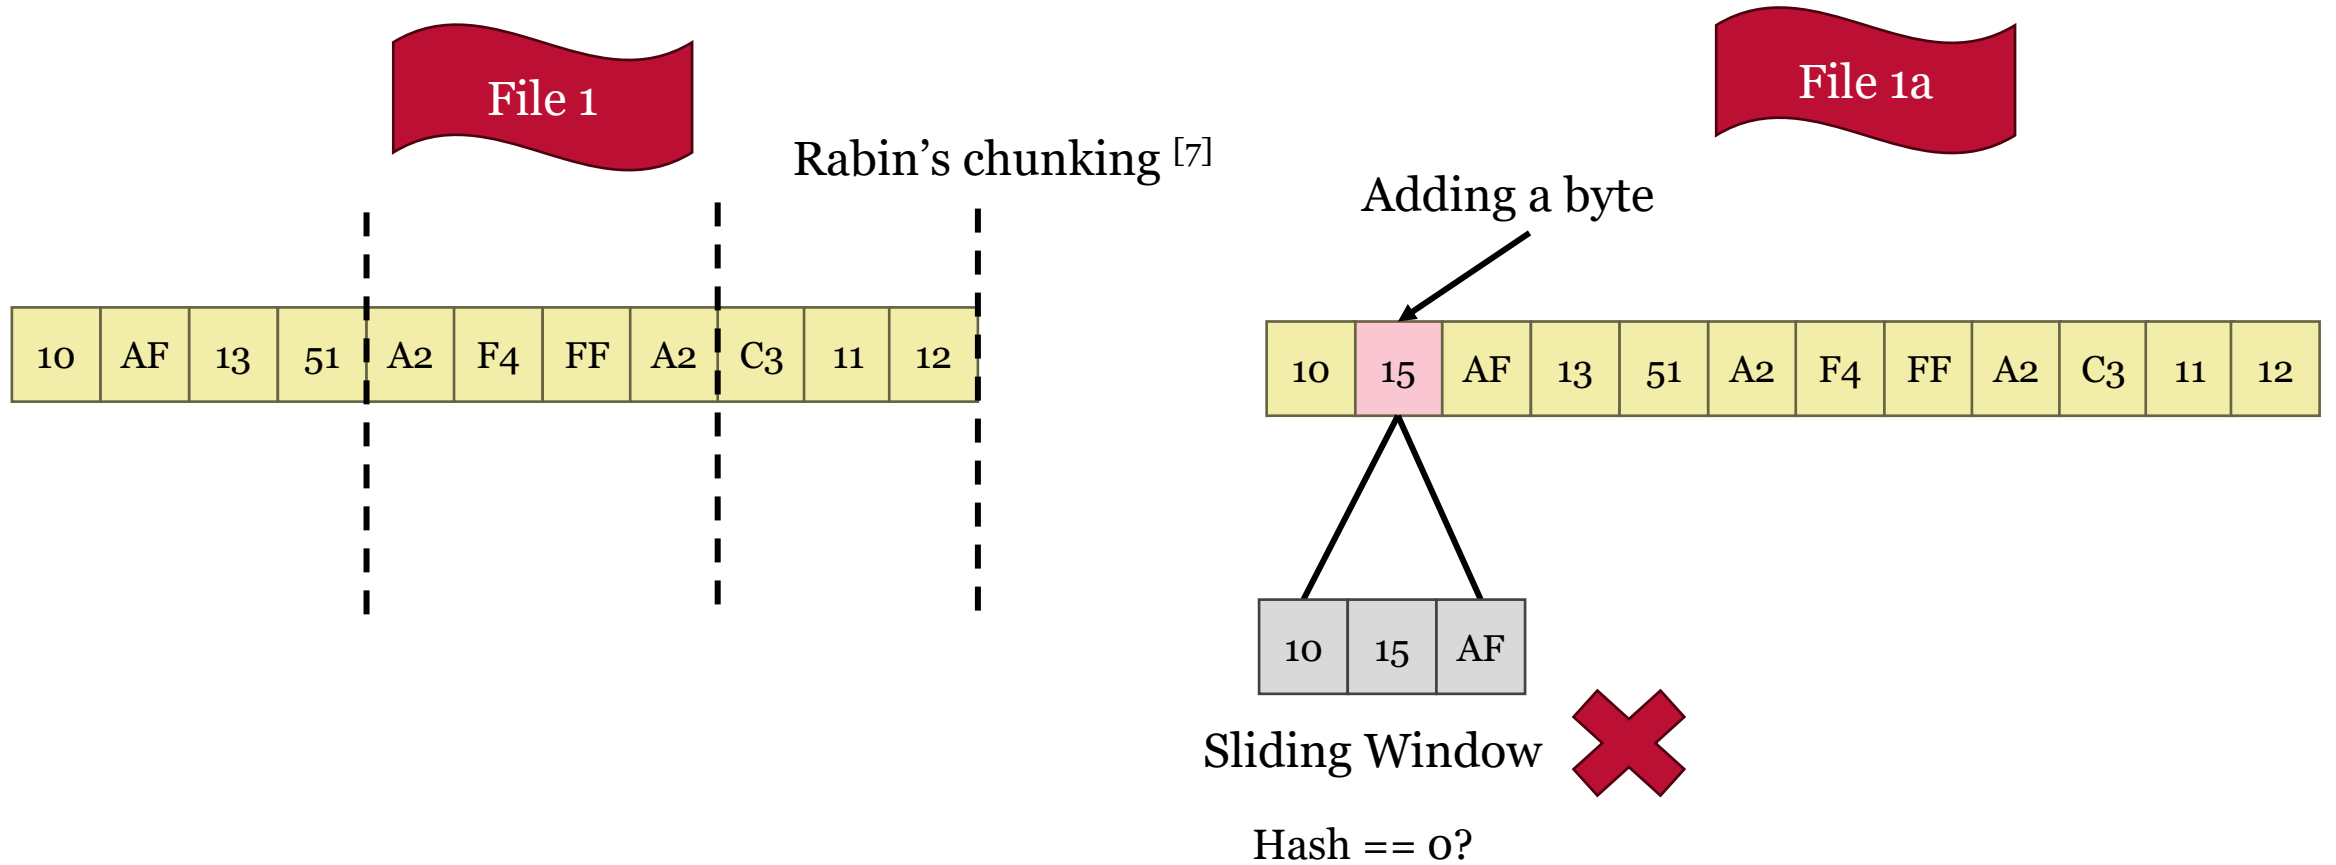 File 1
File 1a
Rabin's chunking [7]
Adding a byte
10 AF 13 51 A2 F4 FF A2 C3 11 12
10 15 AF 13 51 A2 F4 FF A2 C3 11 12
10 15 AF
Sliding Window
Hash == 0?